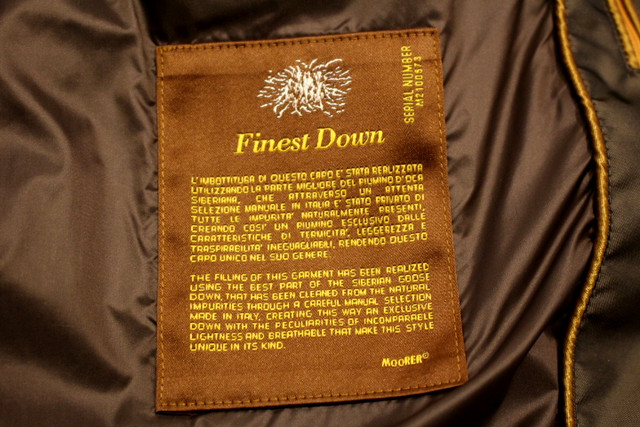 SERIAL NUMBER
M2100573
Finest Down
L'IMBOTTITURA DI QUESTO CAPO E' STATA REALIZZATA
UTILIZZANDO LA PARTE MIGLIORE DEL PIUMINO D'OCA
SIBERIANA, CHE ATTRAVERSO UN ATTENTA
SELEZIONE MANUALE IN ITALIA E' STATO PRIVATO DI
TUTTE LE IMPURITA' NATURALMENTE PRESENTI,
CREANDO COSI' UN PIUMINO ESCLUSIVO DALLE
CARATTERISTICHE DI TERMICITA', LEGGEREZZA E
TRASPIRABILITA' INEGUAGLIABILI, RENDENDO QUESTO
CAPO UNICO NEL SUO GENERE.
THE FILLING OF THIS GARMENT HAS BEEN REALIZED
USING THE BEST PART OF THE SIBERIAN GOOSE
DOWN, THAT HAS BEEN CLEANED FROM THE NATURAL
IMPURITIES THROUGH A CAREFUL MANUAL SELECTION
MADE IN ITALY, CREATING THIS WAY AN EXCLUSIVE
DOWN WITH THE PECULIARITIES OF INCOMPARABLE
LIGHTNESS AND BREATHABLE THAT MAKE THIS STYLE
UNIQUE IN ITS KIND.
MOORER©